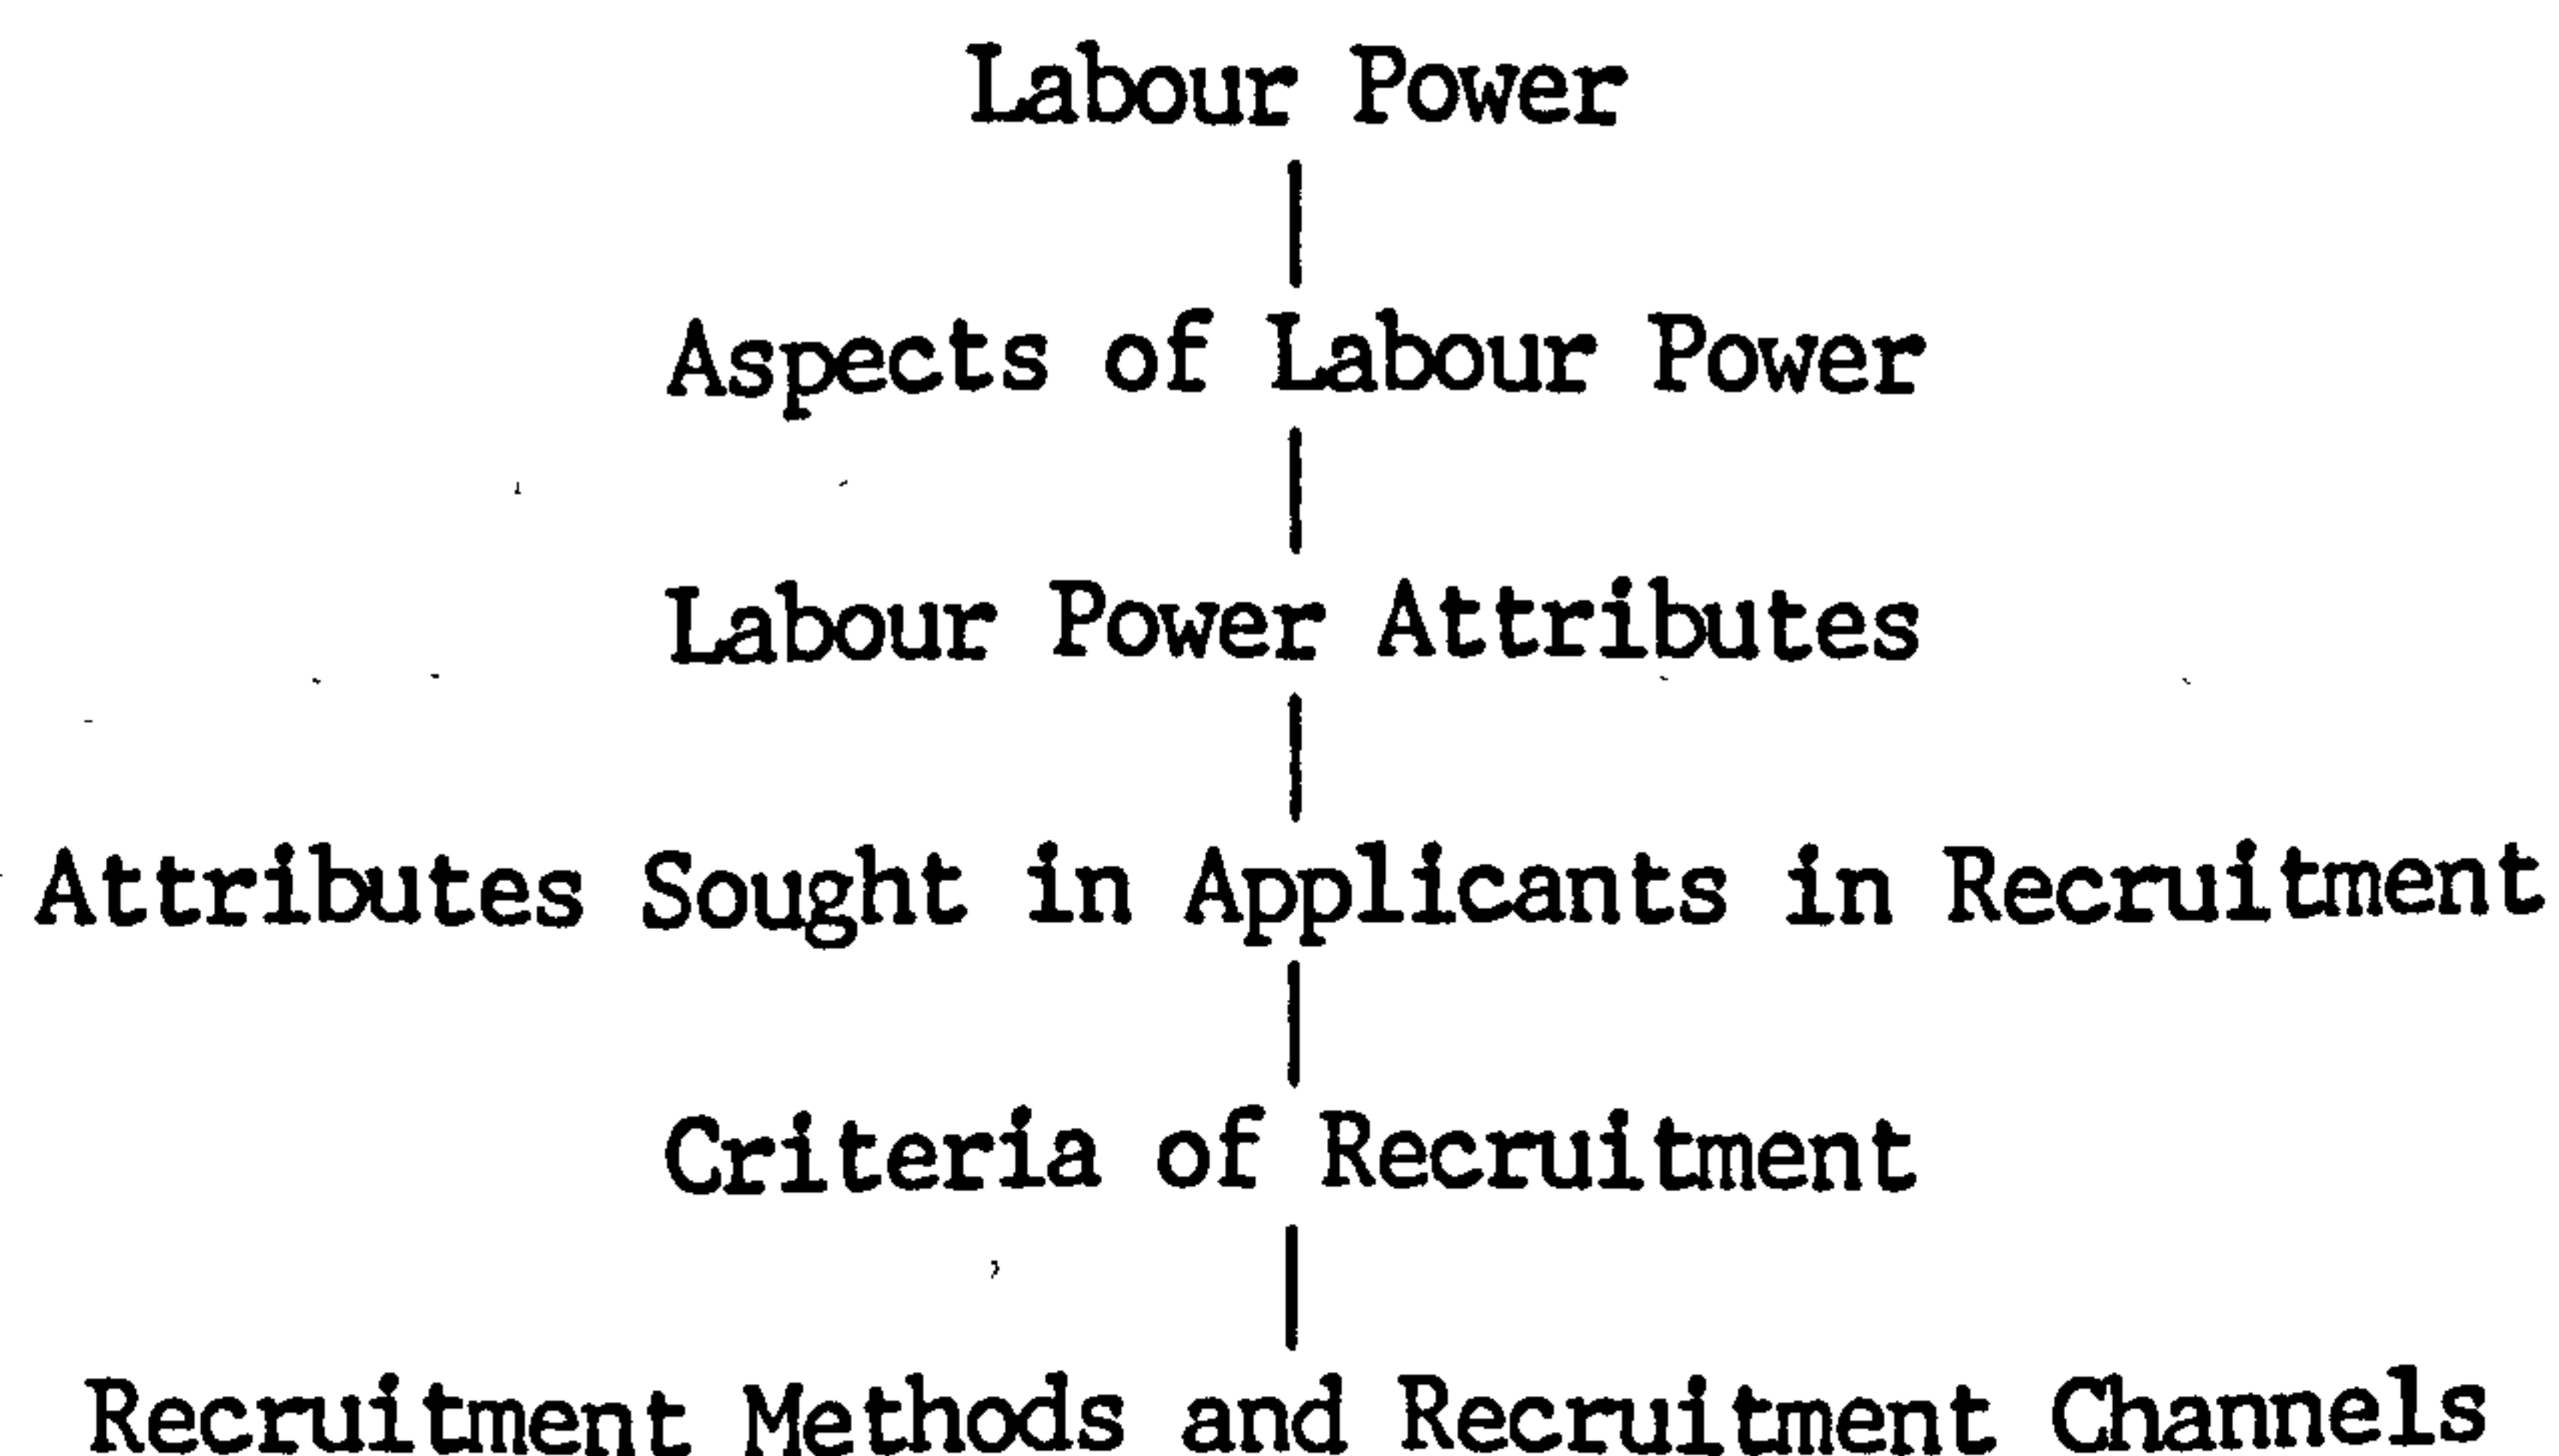 Labour Power
Aspects of Labour Power
Labour Power Attributes
Attributes Sought in Applicants in Recruitment
Criteria of Recruitment
Recruitment Methods and Recruitment Channels